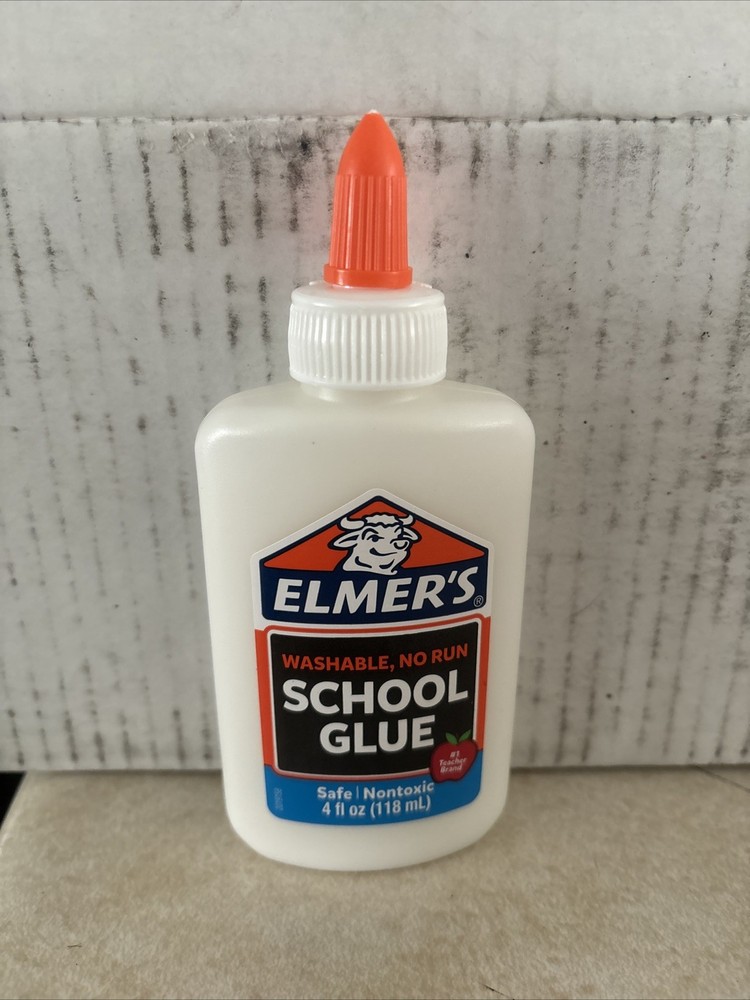 ELMER'S®
WASHABLE, NO RUN
SCHOOL
GLUE
#1
Teacher
Brand
Safe | Nontoxic
4 fl oz (118 mL)